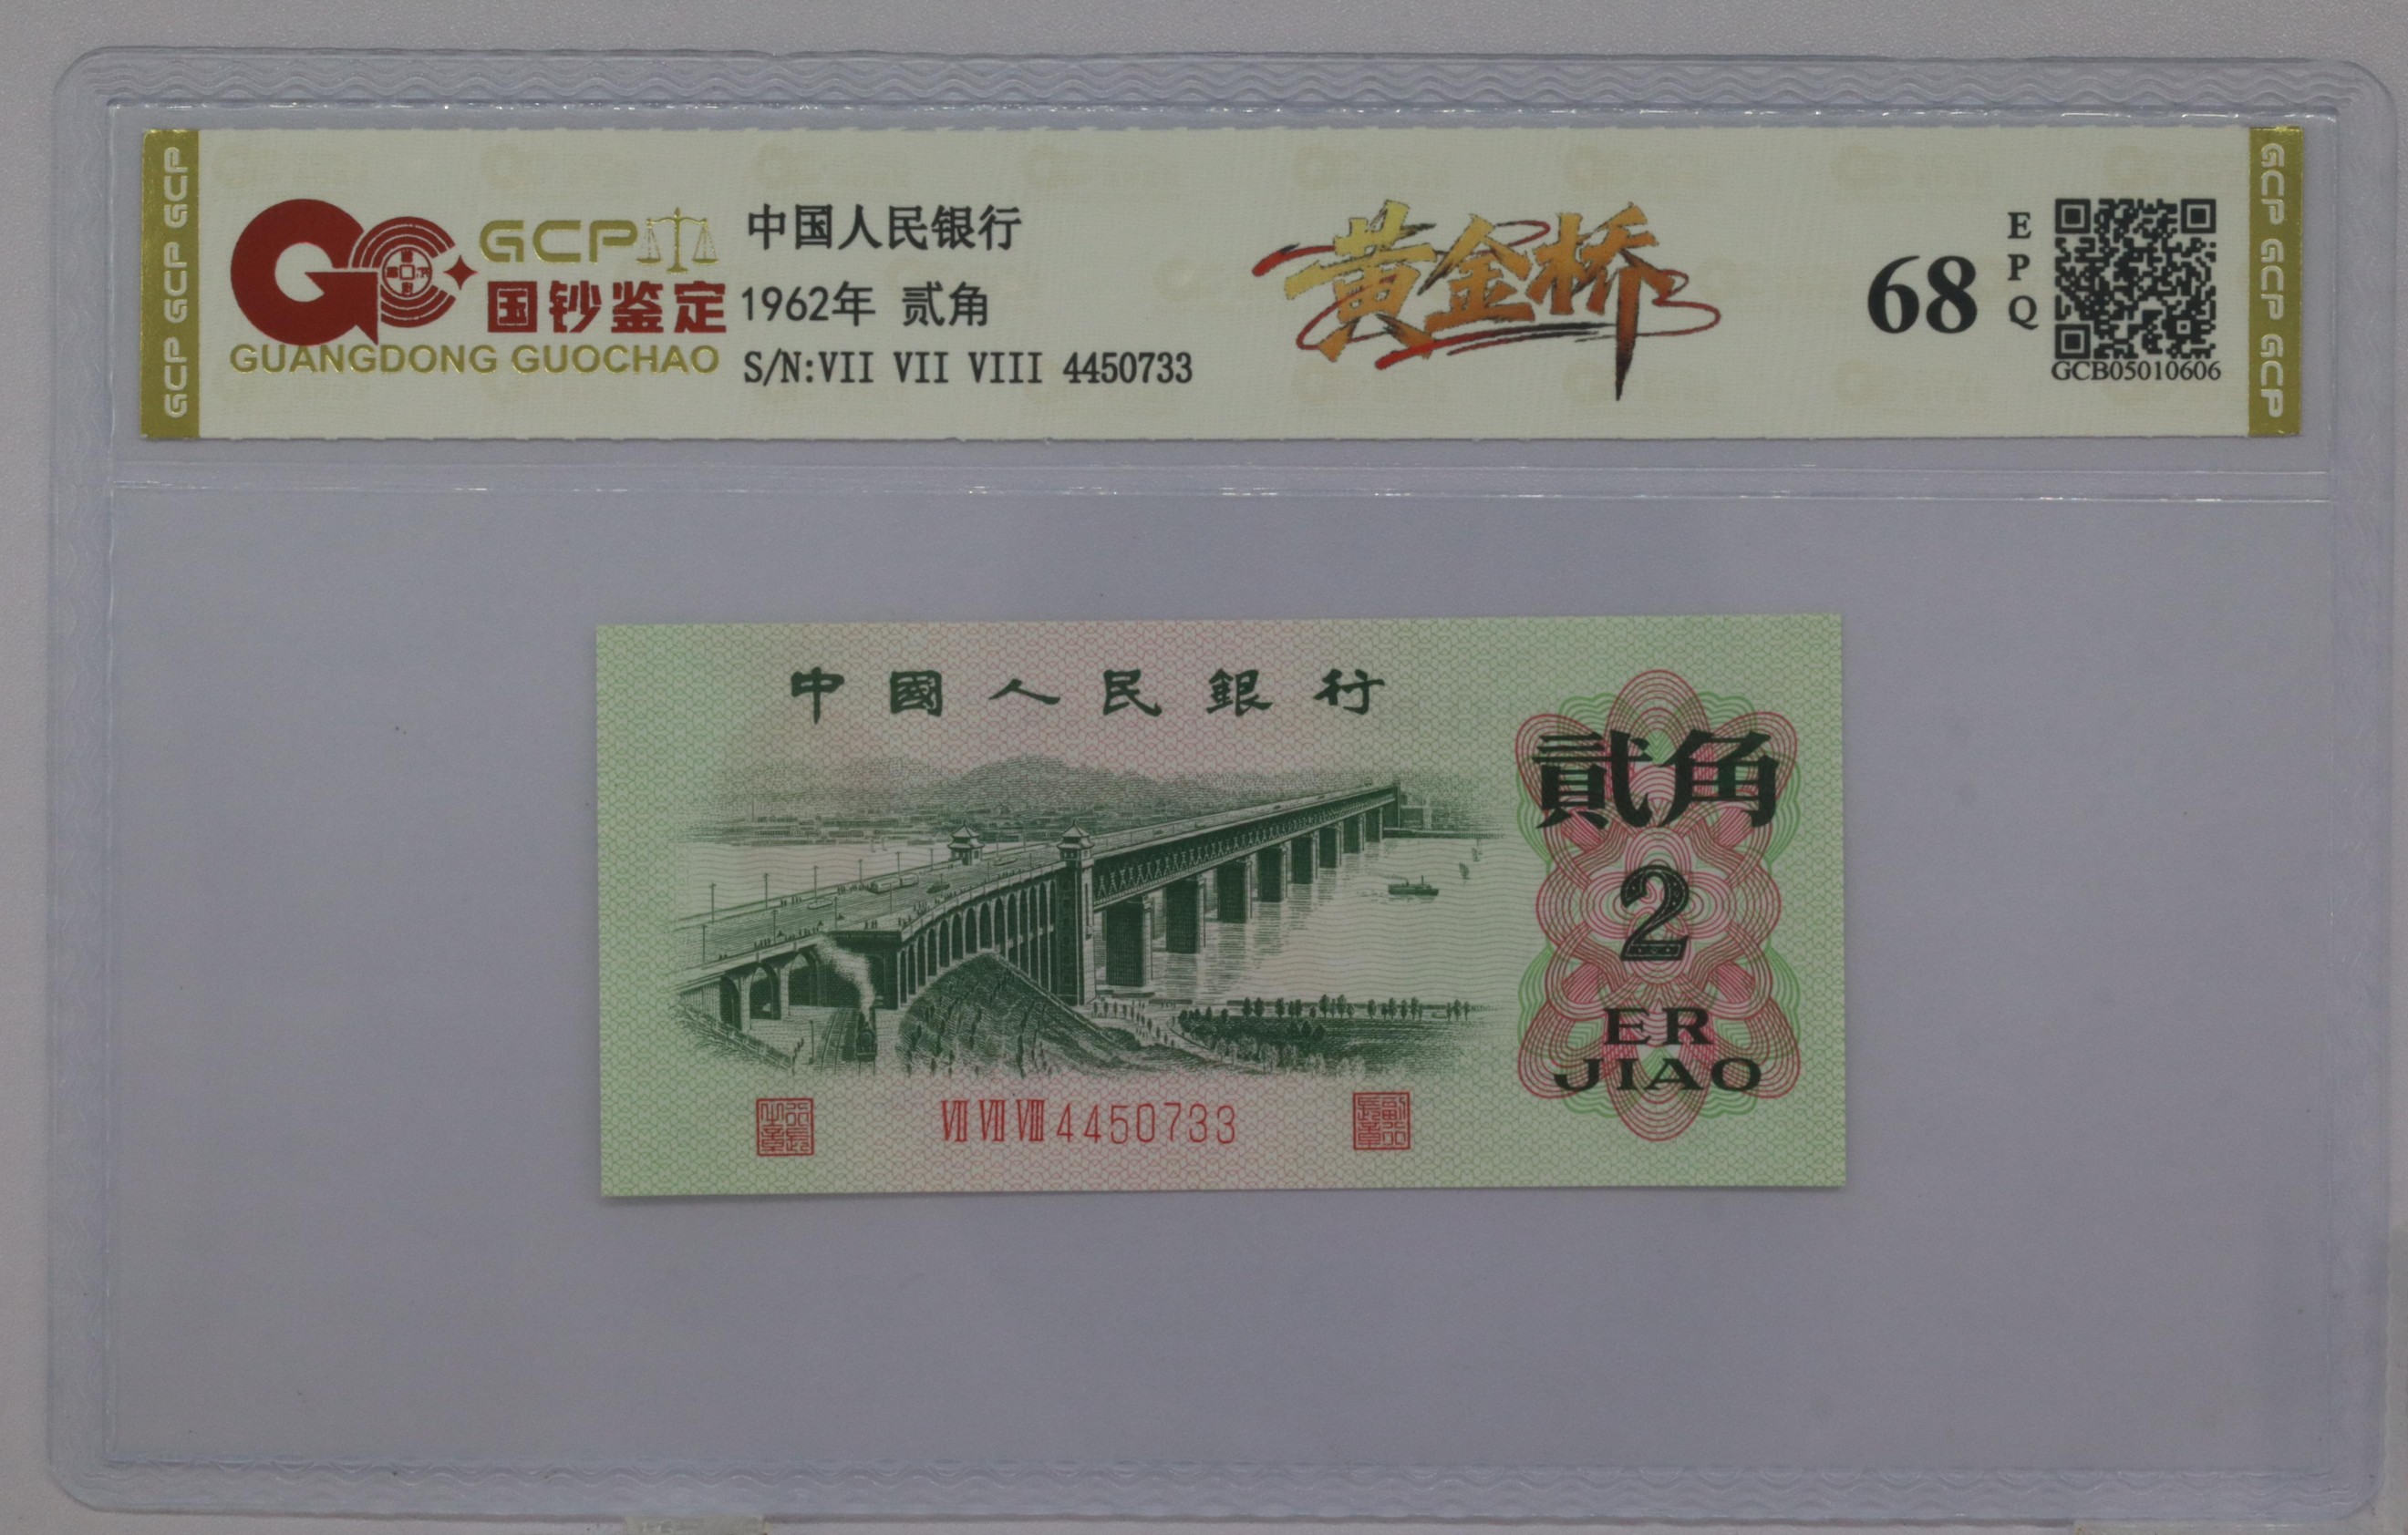 GCP GCP GCP
GCP
国钞鉴定
GUANGDONG GUOCHAO
中国人民银行
1962年 贰角
S/N:VII VII VIII 4450733
黄金桥
68
EPQ
GCB05010606
GCP GCP GCP
中國人民銀行
貳角
2
ER
JIAO
VII VII VIII 4450733